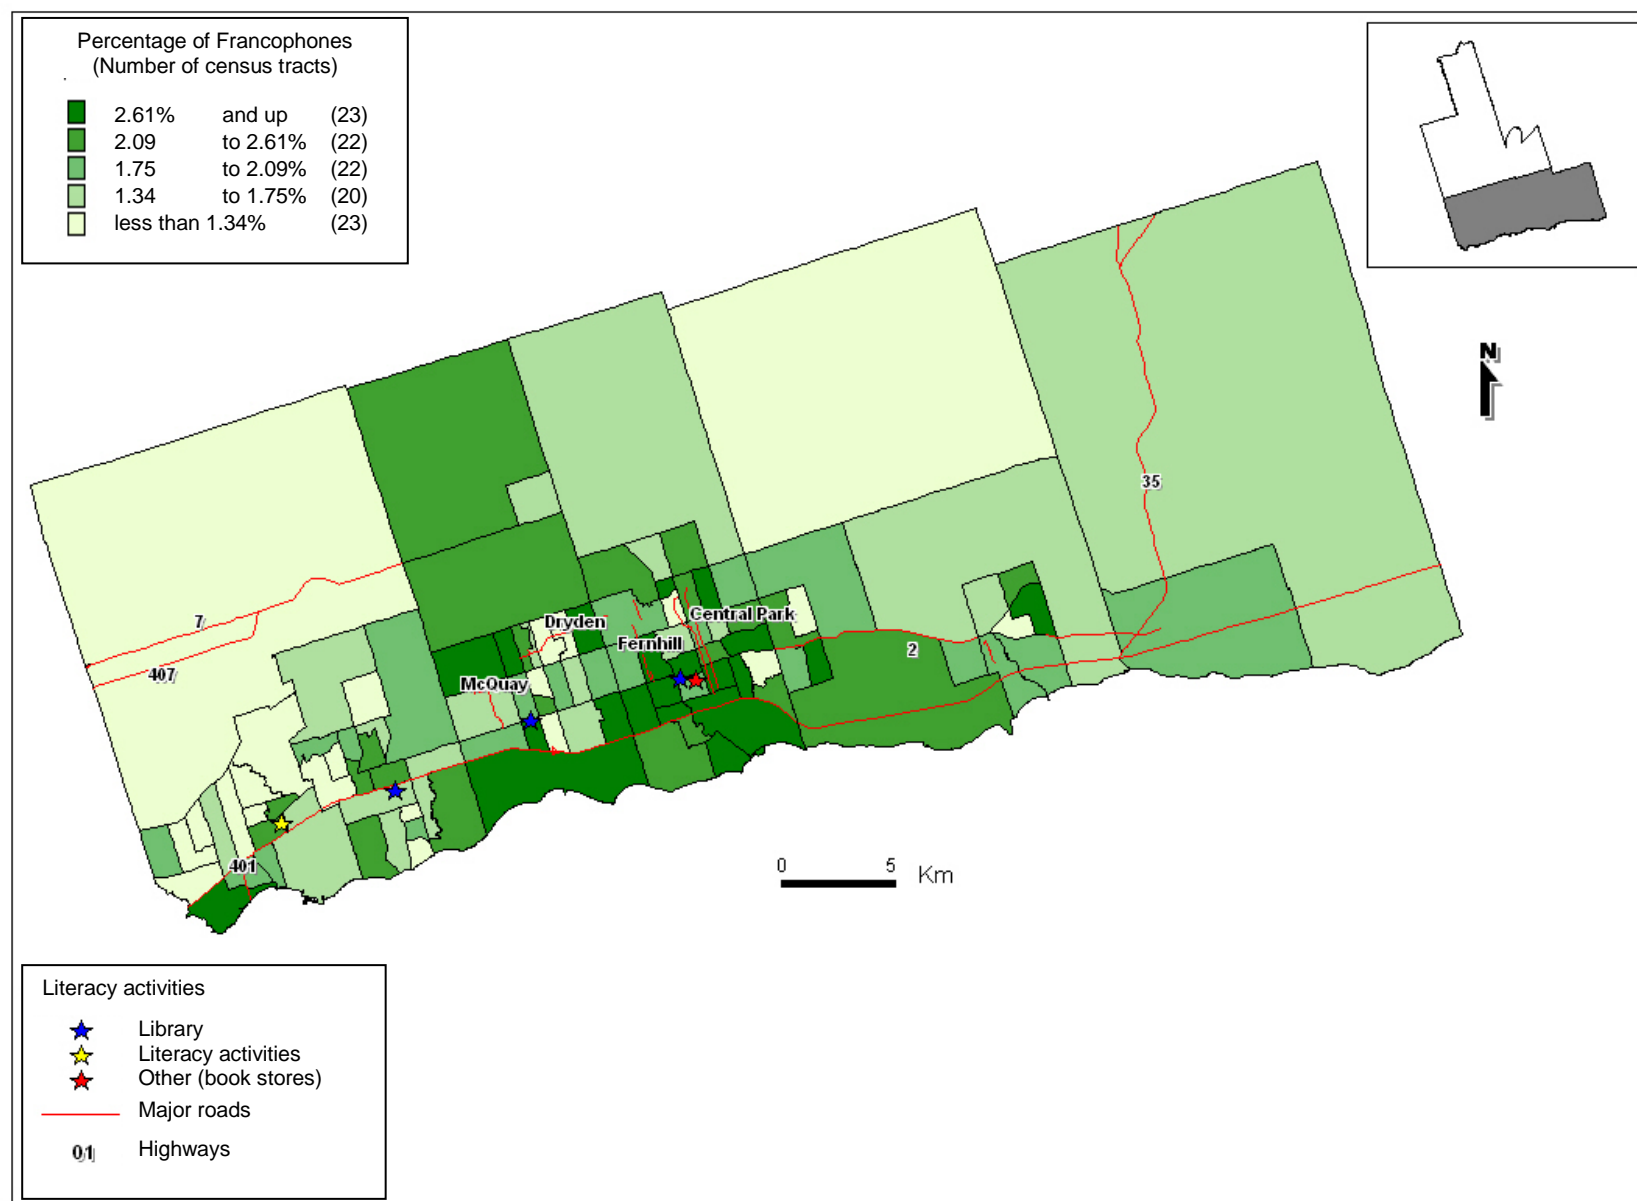 Percentage of Francophones
(Number of census tracts)
2.61% and up (23)
2.09 to 2.61% (22)
1.75 to 2.09% (22)
1.34 to 1.75% (20)
less than 1.34% (23)
N
35
7
407
Dryden
Central Park
Fernhill
2
McQuay
401
0 5 Km
Literacy activities
Library
Literacy activities
Other (book stores)
Major roads
01 Highways